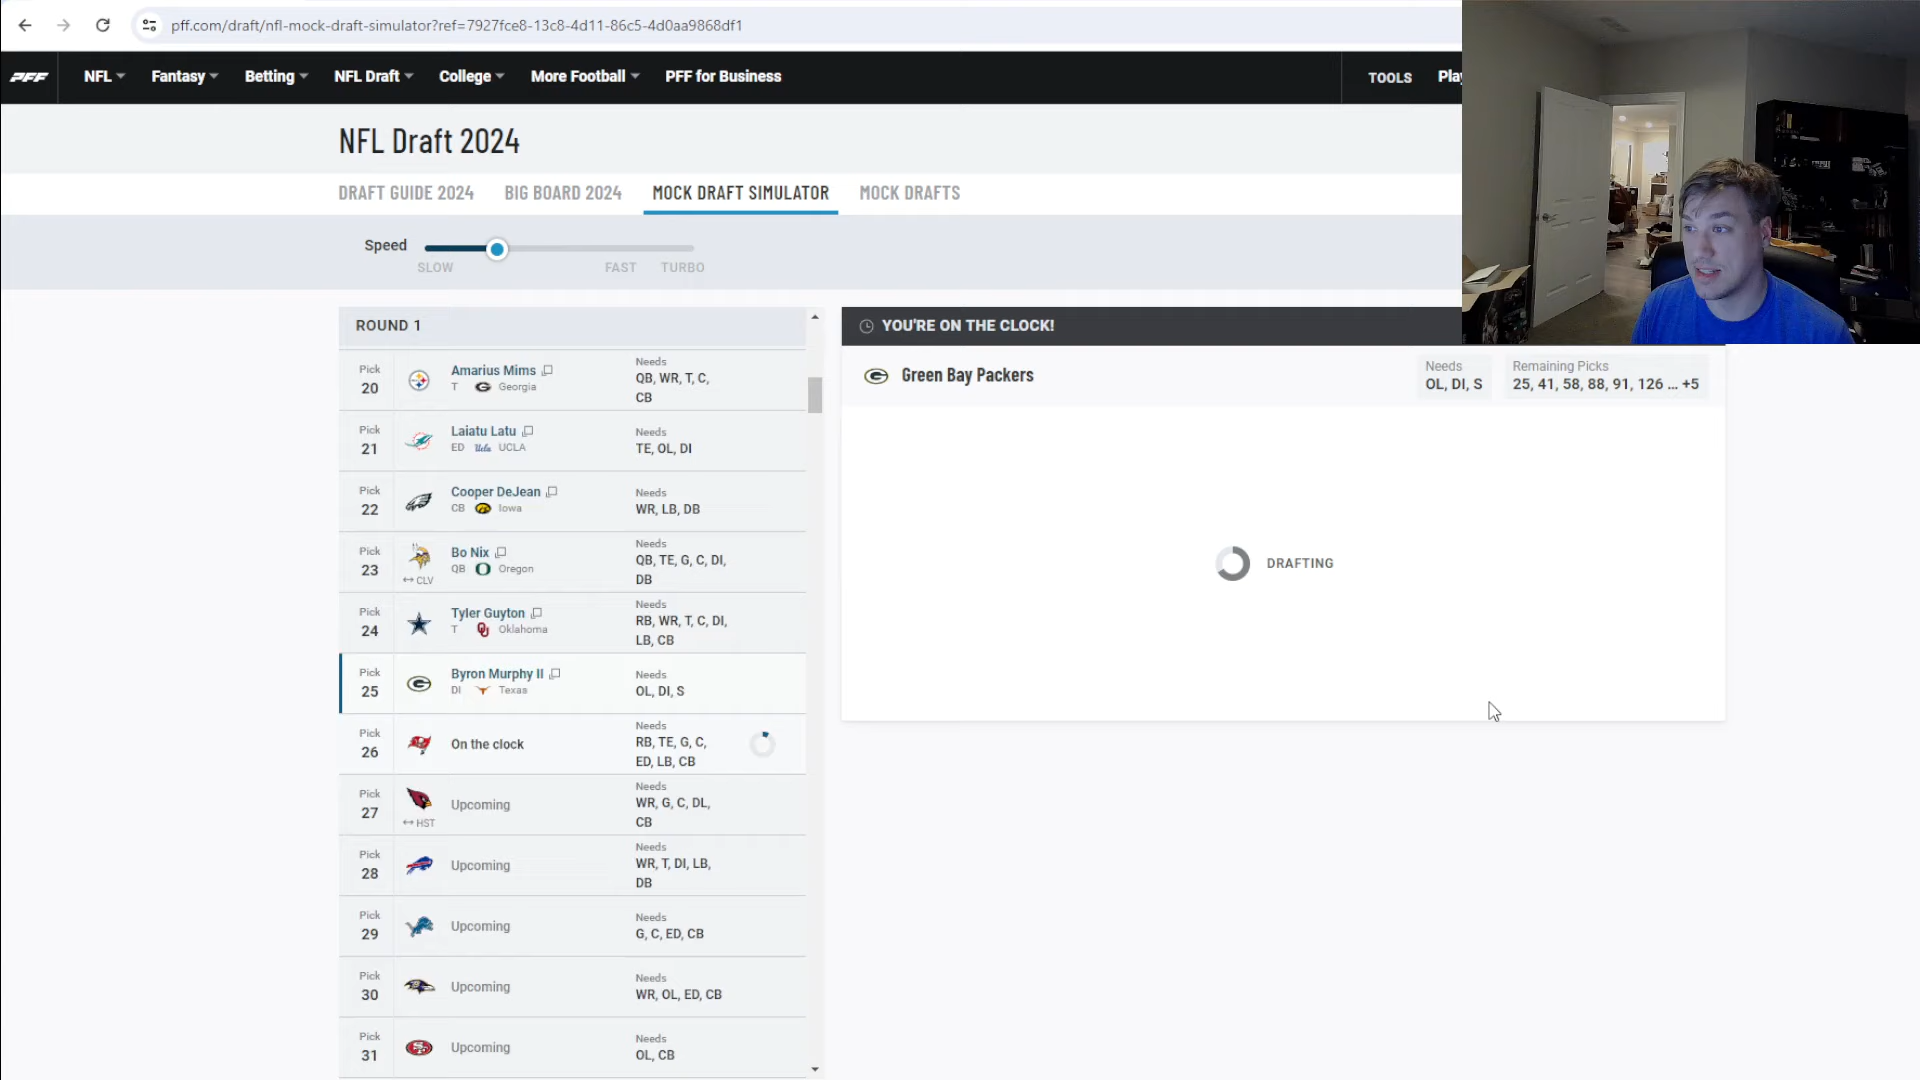 pff.com/draft/nfl-mock-draft-simulator?ref=7927fce8-13c8-4d11-86c5-4d0aa9868df1
PFF NFL Fantasy Betting NFL Draft College More Football PFF for Business TOOLS Pla
NFL Draft 2024
DRAFT GUIDE 2024 BIG BOARD 2024 MOCK DRAFT SIMULATOR MOCK DRAFTS
Speed
SLOW FAST TURBO
ROUND 1
Pick 20 Amarius Mims Needs
T G Georgia QB, WR, T, C,
CB
Pick 21 Laiatu Latu Needs
ED Ucla UCLA TE, OL, DI
Pick 22 Cooper DeJean Needs
CB Iowa WR, LB, DB
Pick 23 Bo Nix Needs
QB O Oregon QB, TE, G, C, DI,
↔ CLV DB
Pick 24 Tyler Guyton Needs
T OU Oklahoma RB, WR, T, C, DI,
LB, CB
Pick 25 G Byron Murphy II Needs
DI Texas OL, DI, S
Pick 26 On the clock Needs
RB, TE, G, C,
ED, LB, CB
Pick 27 Upcoming Needs
WR, G, C, DL,
↔ HST CB
Pick 28 Upcoming Needs
WR, T, DI, LB,
DB
Pick 29 Upcoming Needs
G, C, ED, CB
Pick 30 Upcoming Needs
WR, OL, ED, CB
Pick 31 SF Upcoming Needs
OL, CB
YOU'RE ON THE CLOCK!
G Green Bay Packers
Needs
OL, DI, S
Remaining Picks
25, 41, 58, 88, 91, 126 ... +5
DRAFTING